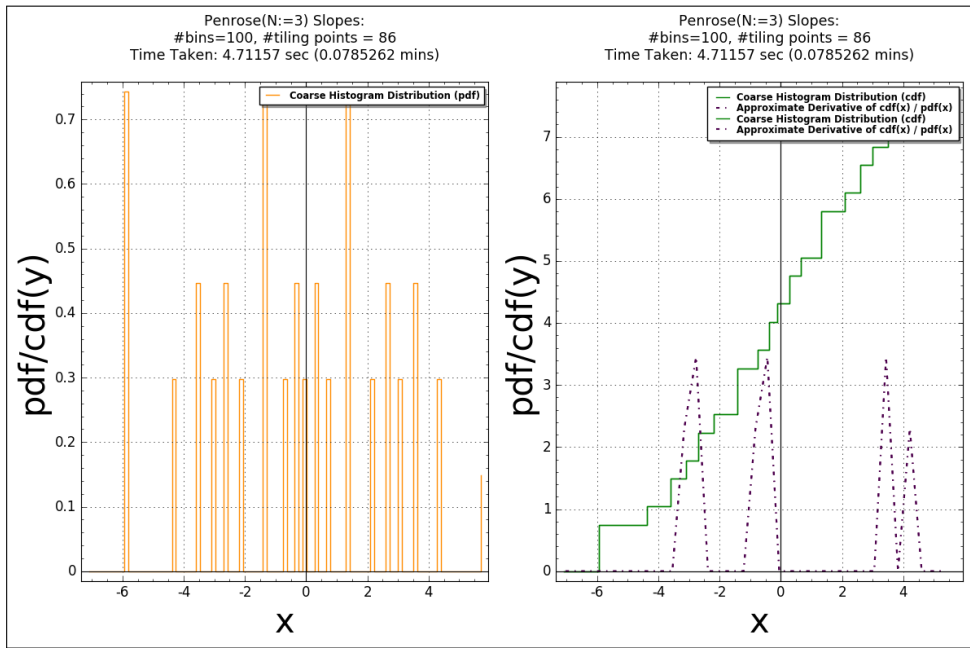 Penrose(N:=3) Slopes:
#bins=100, #tiling points = 86
Time Taken: 4.71157 sec (0.0785262 mins)
Coarse Histogram Distribution (pdf)
0.7
0.6
0.5
0.4
0.3
0.2
0.1
0
pdf/cdf(y)
-6
-4
-2
0
2
4
x
Penrose(N:=3) Slopes:
#bins=100, #tiling points = 86
Time Taken: 4.71157 sec (0.0785262 mins)
Coarse Histogram Distribution (cdf)
Approximate Derivative of cdf(x) / pdf(x)
Coarse Histogram Distribution (cdf)
Approximate Derivative of cdf(x) / pdf(x)
7
6
5
4
3
2
1
0
pdf/cdf(y)
-6
-4
-2
0
2
4
x